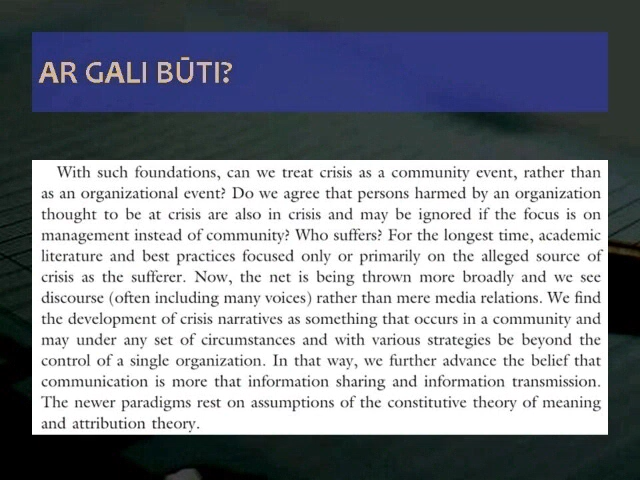 AR GALI BŪTI?
With such foundations, can we treat crisis as a community event, rather than
as an organizational event? Do we agree that persons harmed by an organization
thought to be at crisis are also in crisis and may be ignored if the focus is on
management instead of community? Who suffers? For the longest time, academic
literature and best practices focused only or primarily on the alleged source of
crisis as the sufferer. Now, the net is being thrown more broadly and we see
discourse (often including many voices) rather than mere media relations. We find
the development of crisis narratives as something that occurs in a community and
may under any set of circumstances and with various strategies be beyond the
control of a single organization. In that way, we further advance the belief that
communication is more that information sharing and information transmission.
The newer paradigms rest on assumptions of the constitutive theory of meaning
and attribution theory.